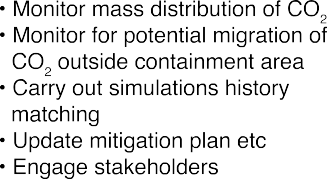 • Monitor mass distribution of CO₂
• Monitor for potential migration of
CO₂ outside containment area
• Carry out simulations history
matching
• Update mitigation plan etc
• Engage stakeholders